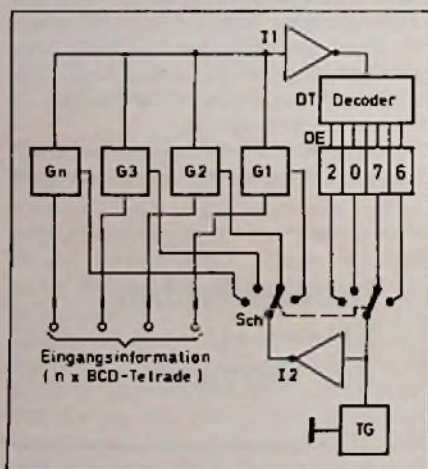 I1
DT Decoder
DE
2 0 7 6
Gn G3 G2 G1
Sch
Eingangsinformation
( n x BCD-Tetrade )
I2
TG